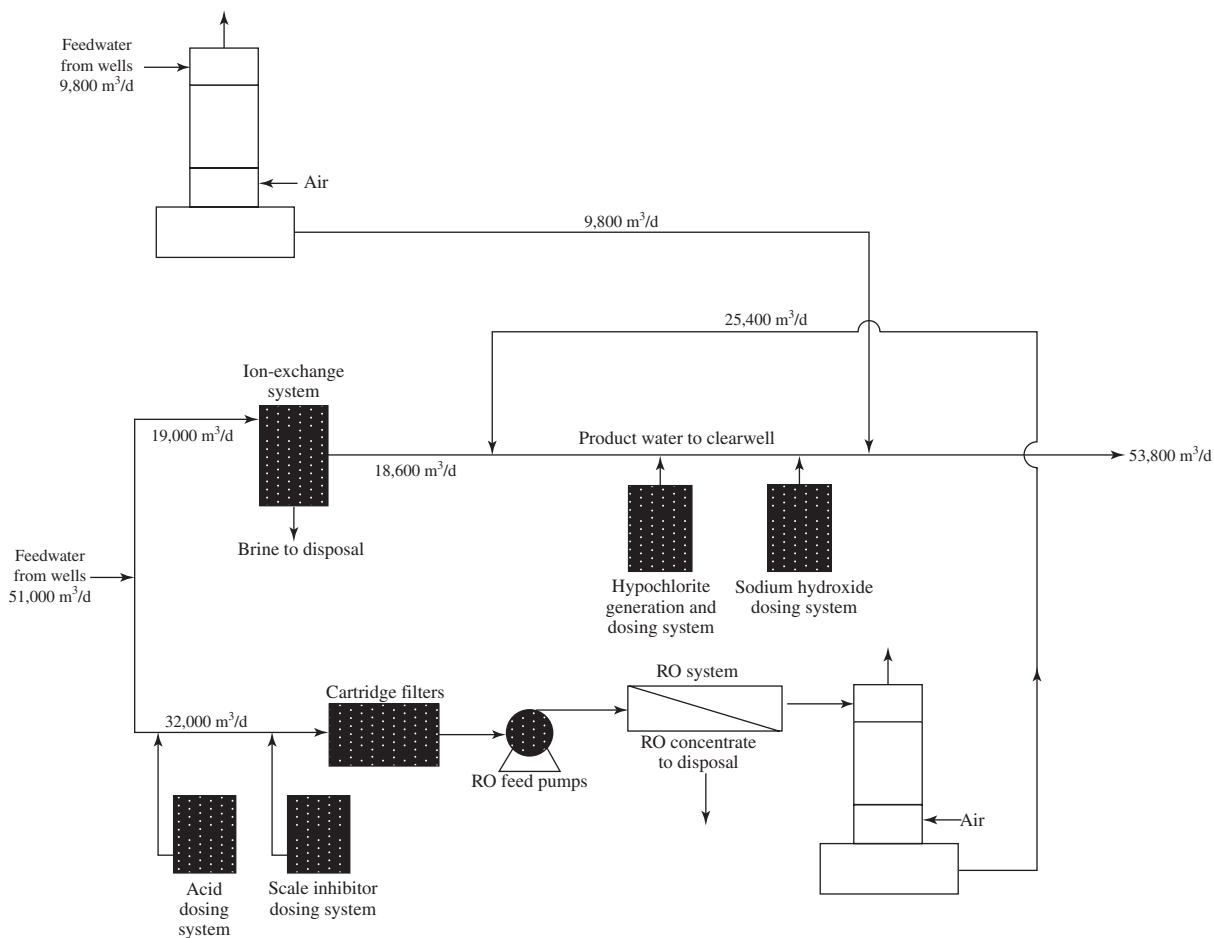 Feedwater
from wells
9,800 m³/d
Air
9,800 m³/d
25,400 m³/d
Ion-exchange
system
19,000 m³/d
Product water to clearwell
18,600 m³/d
53,800 m³/d
Brine to disposal
Feedwater
from wells
51,000 m³/d
Hypochlorite
generation and
dosing system
Sodium hydroxide
dosing system
RO system
Cartridge filters
32,000 m³/d
RO concentrate
to disposal
RO feed pumps
Air
Acid
dosing
system
Scale inhibitor
dosing system